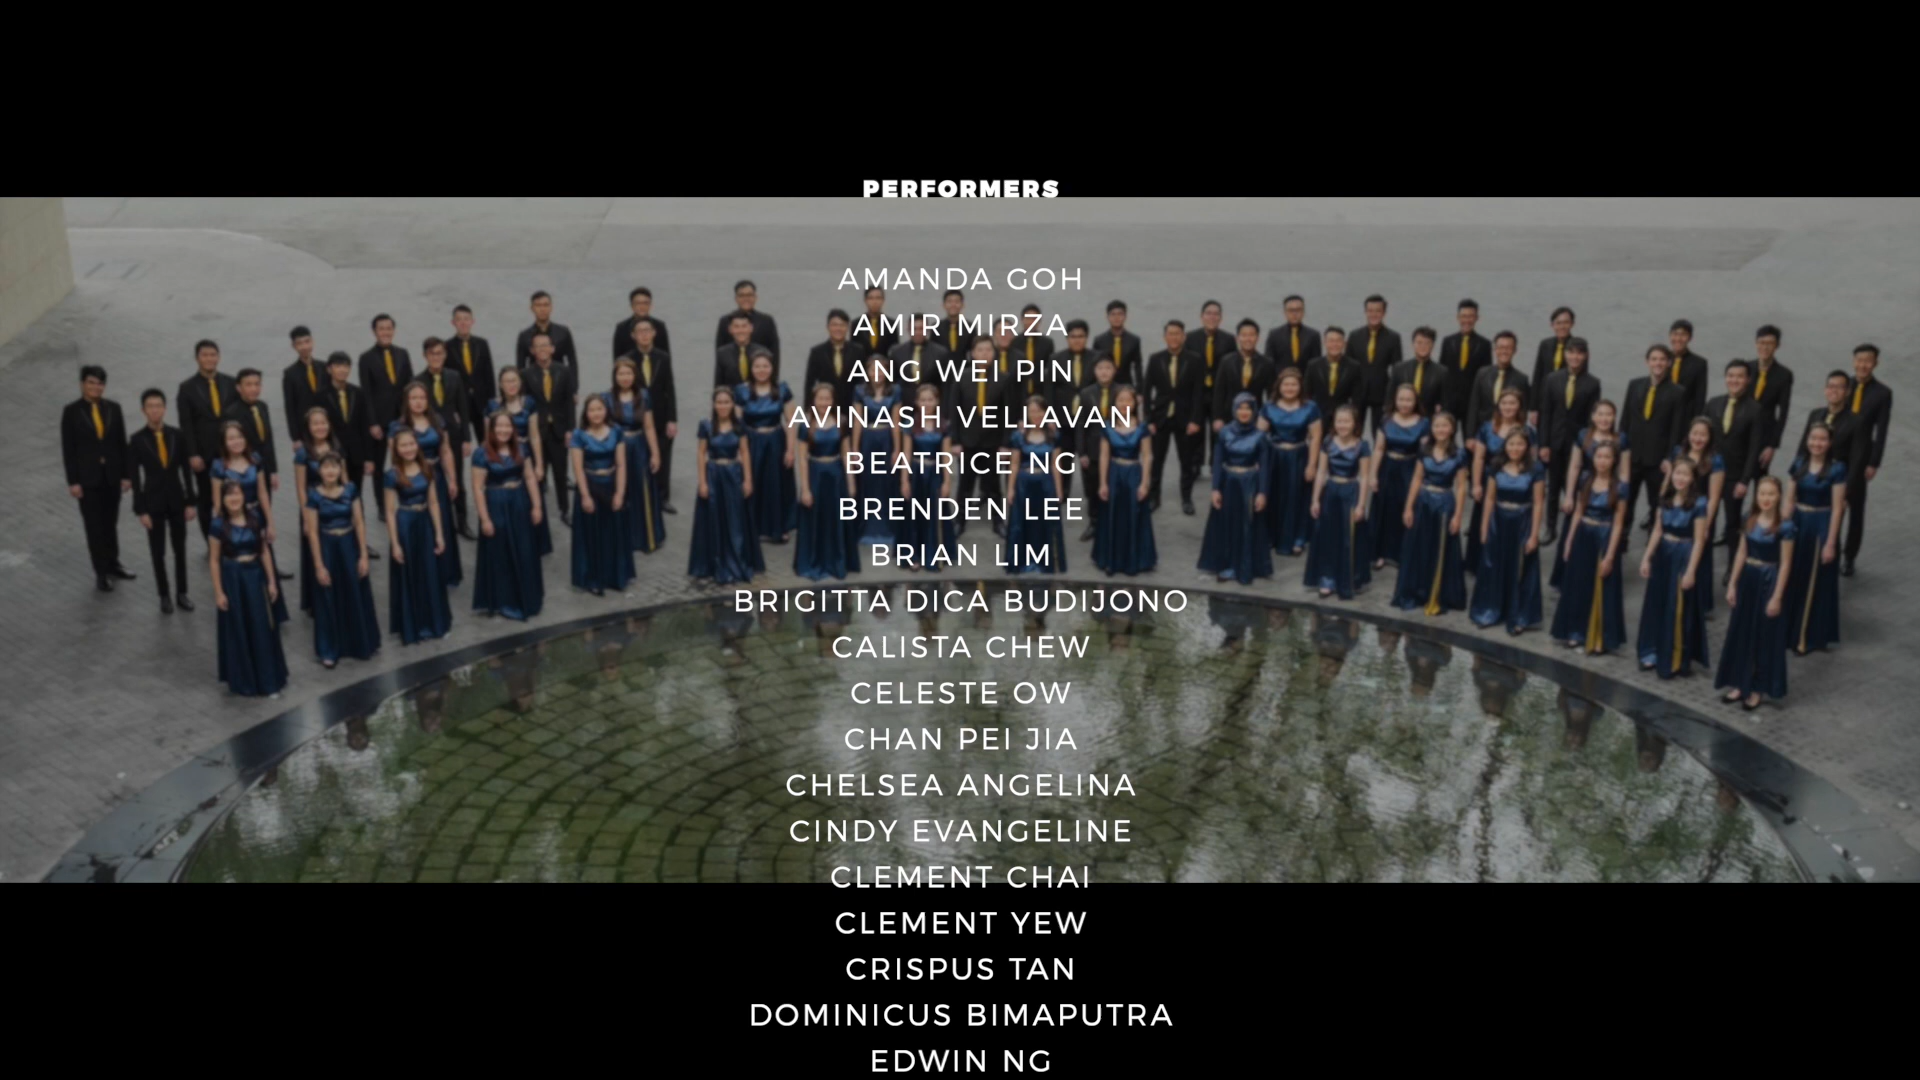 PERFORMERS
AMANDA GOH
AMIR MIRZA
ANG WEI PIN
AVINASH VELLAVAN
BEATRICE NG
BRENDEN LEE
BRIAN LIM
BRIGITTA DICA BUDIJONO
CALISTA CHEW
CELESTE OW
CHAN PEI JIA
CHELSEA ANGELINA
CINDY EVANGELINE
CLEMENT CHAI
CLEMENT YEW
CRISPUS TAN
DOMINICUS BIMAPUTRA
EDWIN NG